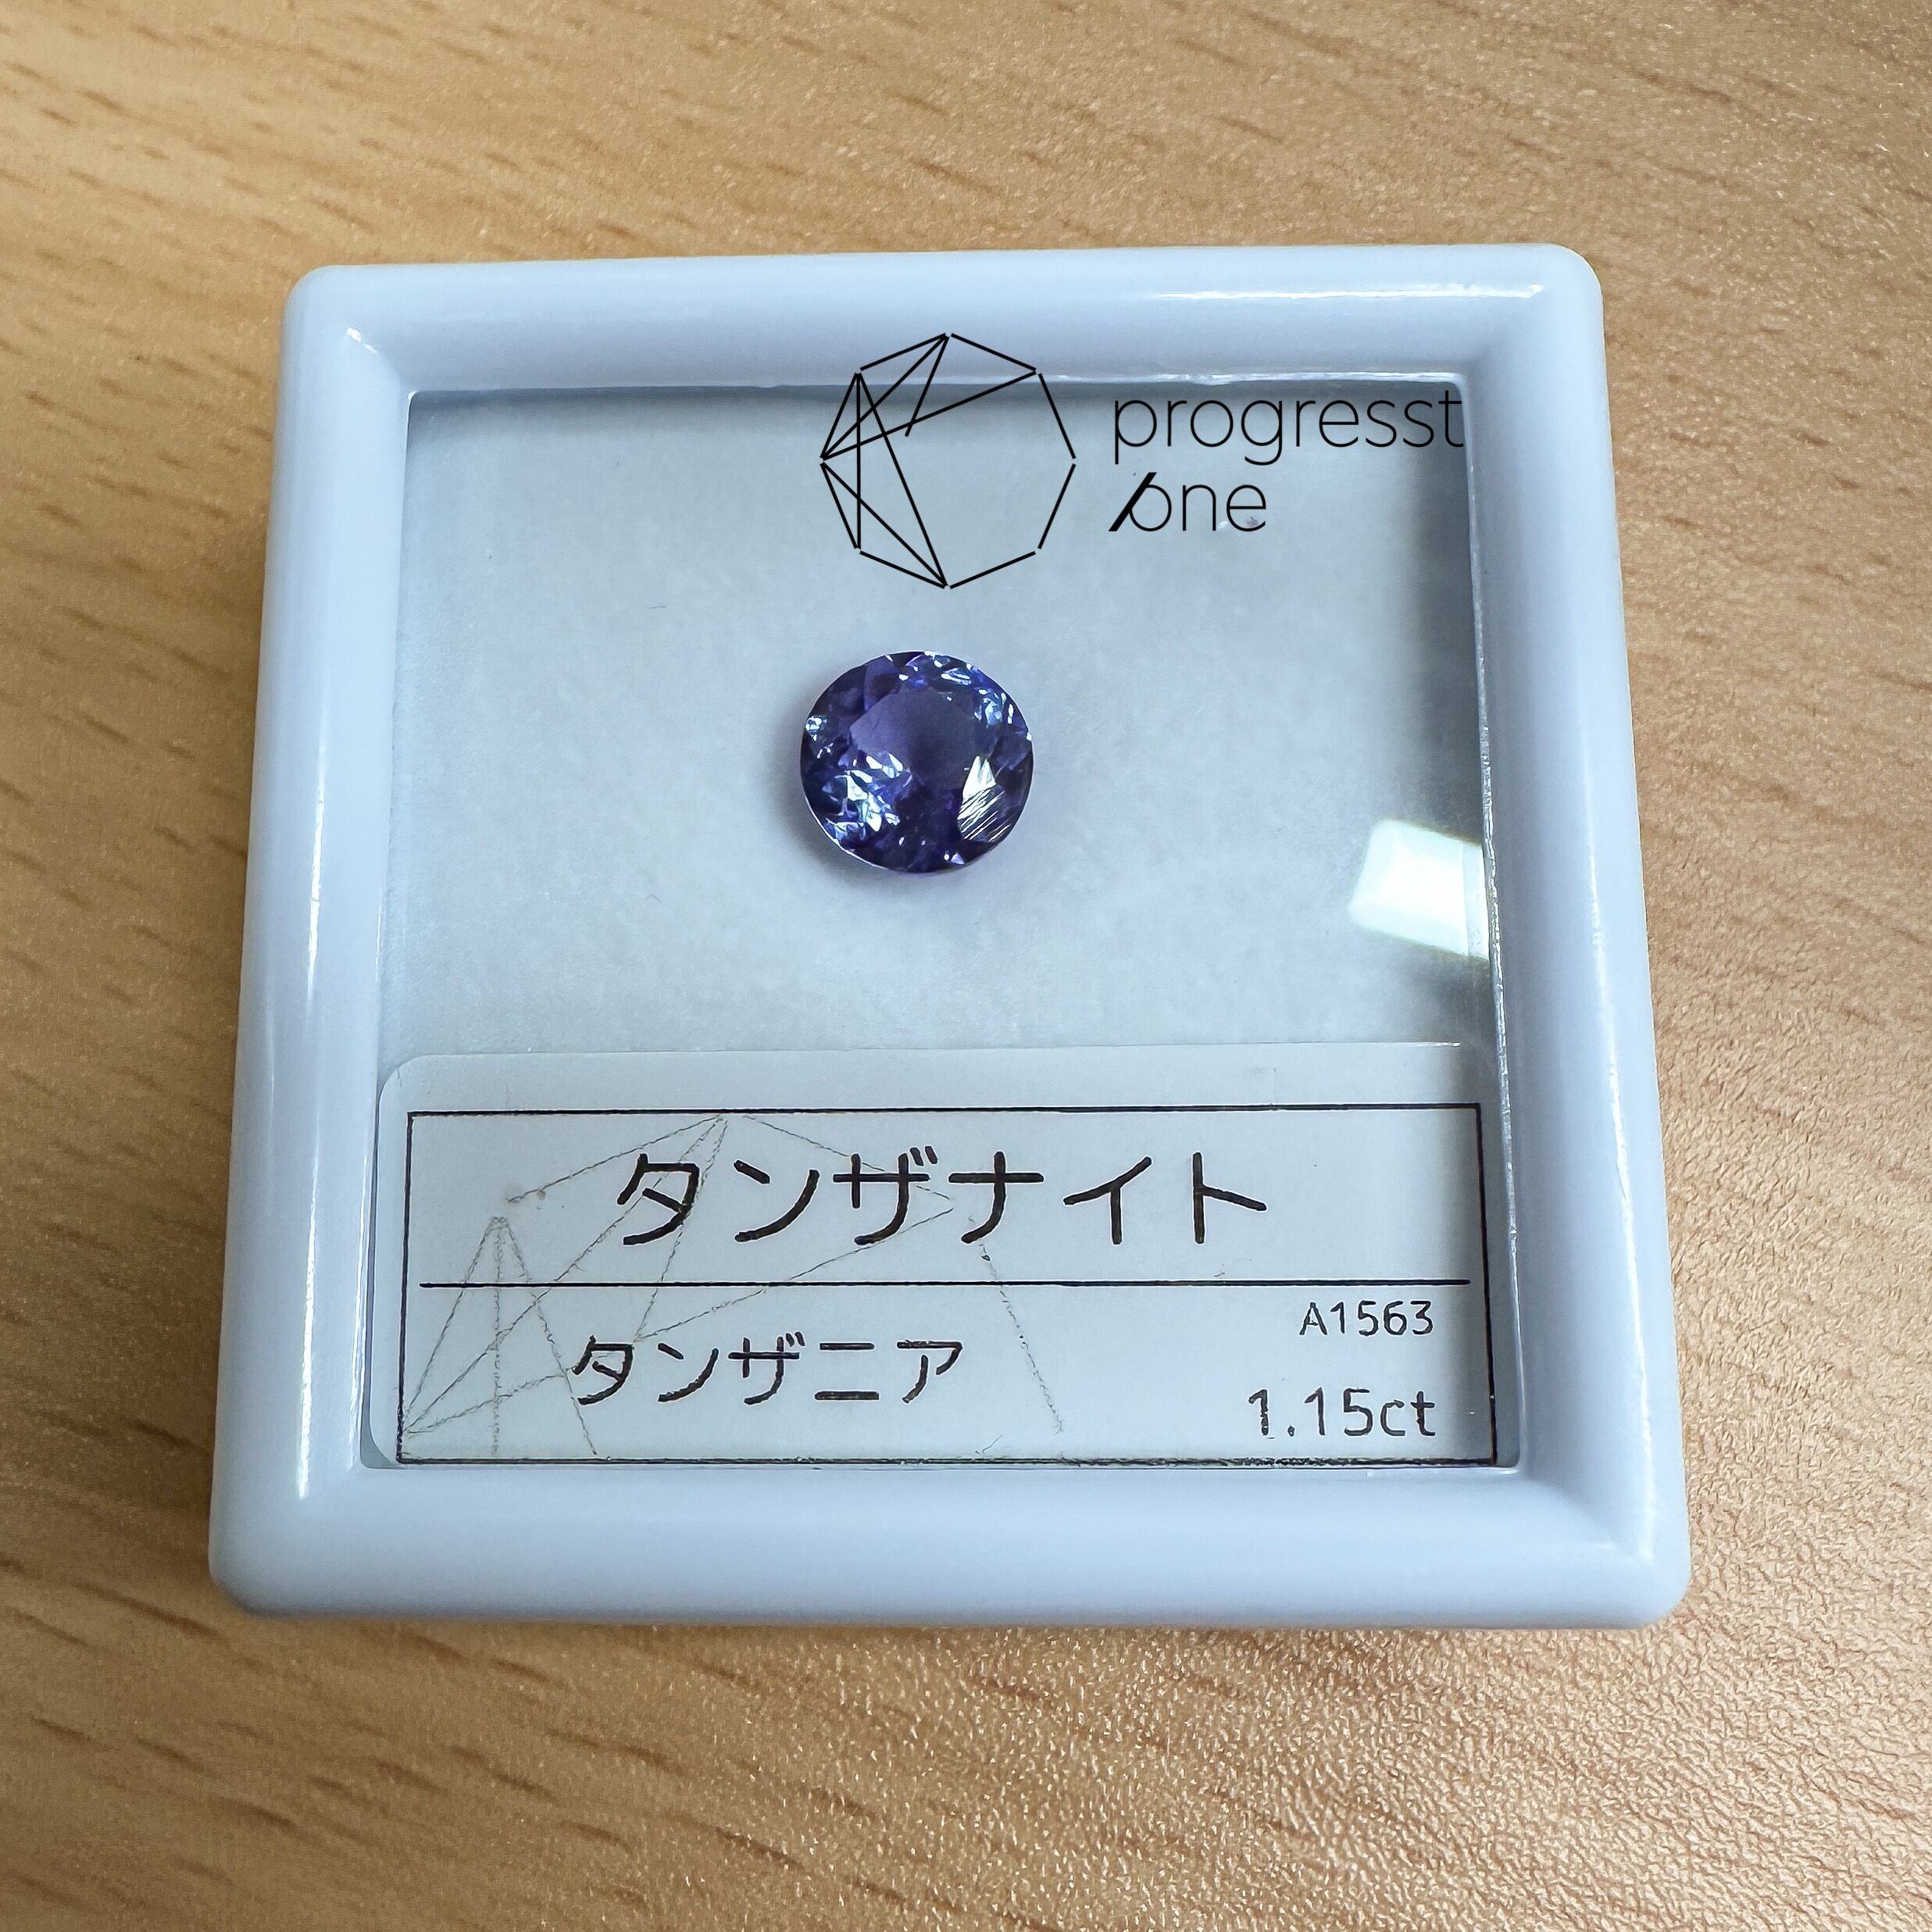 progresst
one
タンザナイト
A1563
タンザニア
1.15ct